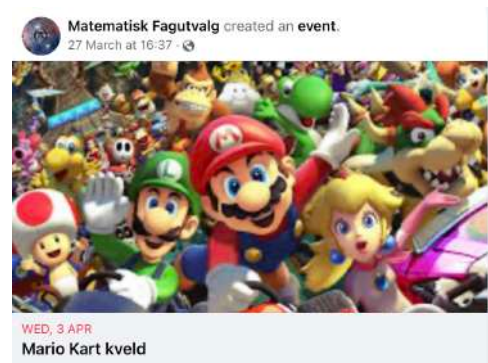 Matematisk Fagutvalg created an event.
27 March at 16:37 ·
WED, 3 APR
Mario Kart kveld